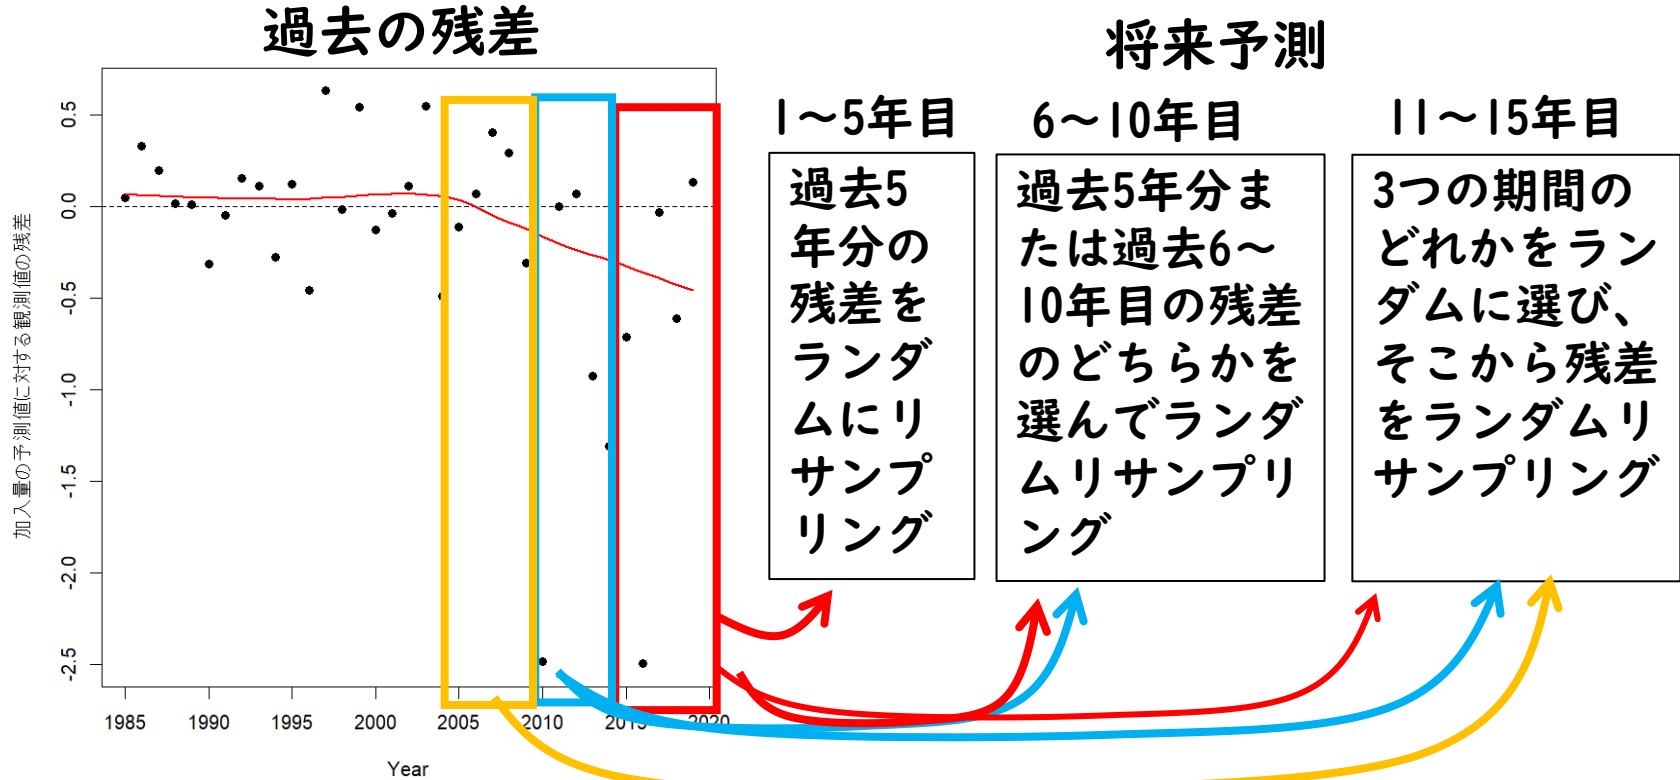 過去の残差
将来予測
加入量の予測値に対する観測値の残差
0.5
0.0
-0.5
-1.0
-1.5
-2.0
-2.5
1985 1990 1995 2000 2005 2010 2015 2020
Year
1～5年目
過去5
年分の
残差を
ランダ
ムにリ
サンプ
リング
6～10年目
過去5年分ま
たは過去6～
10年目の残差
のどちらかを
選んでランダ
ムリサンプリ
ング
11～15年目
3つの期間の
どれかをラン
ダムに選び、
そこから残差
をランダムリ
サンプリング